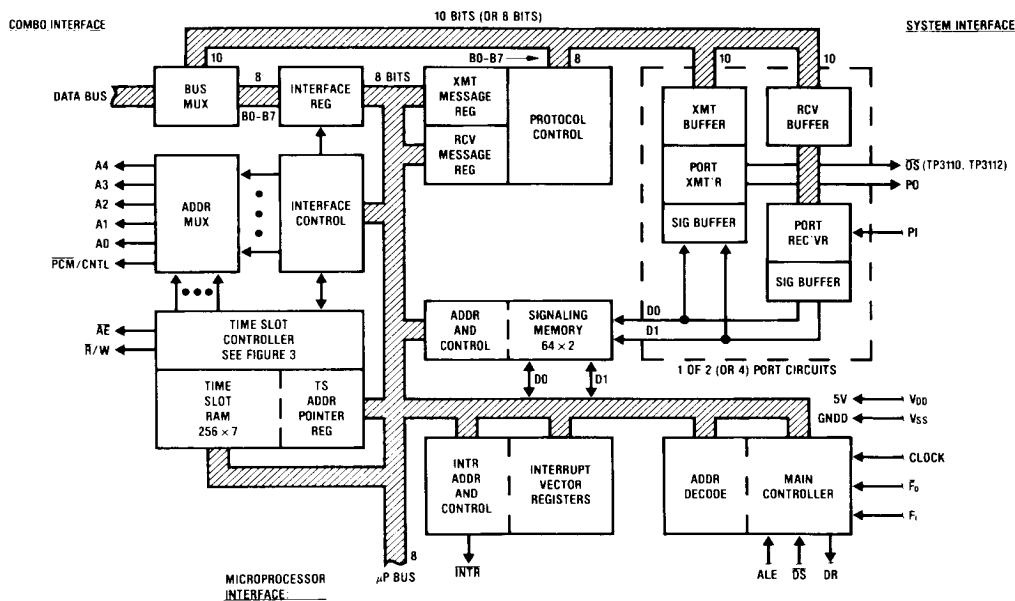 10 BITS (OR 8 BITS)
COMBO INTERFACE
SYSTEM INTERFACE
10
B0-B7
8
10
10
DATA BUS
BUS
MUX
8
B0-B7
INTERFACE
REG
8 BITS
XMT
MESSAGE
REG
RCV
MESSAGE
REG
PROTOCOL
CONTROL
XMT
BUFFER
RCV
BUFFER
PORT
XMT'R
SIG BUFFER
O̅S̅ (TP3110, TP3112)
PO
PORT
REC'VR
PI
SIG BUFFER
A4
A3
A2
A1
A0
P̅C̅M̅/CNTL
ADDR
MUX
INTERFACE
CONTROL
A̅E̅
R̅/W
TIME SLOT
CONTROLLER
SEE FIGURE 3
TIME
SLOT
RAM
256 × 7
TS
ADDR
POINTER
REG
ADDR
AND
CONTROL
SIGNALING
MEMORY
64 × 2
D0
D1
D0
D1
1 OF 2 (OR 4) PORT CIRCUITS
5V
VDD
GNDD
VSS
INTR
ADDR
AND
CONTROL
INTERRUPT
VECTOR
REGISTERS
ADDR
DECODE
MAIN
CONTROLLER
CLOCK
F̅0
F1
8
µP BUS
I̅N̅T̅R̅
ALE
D̅S̅
DR
MICROPROCESSOR
INTERFACE: